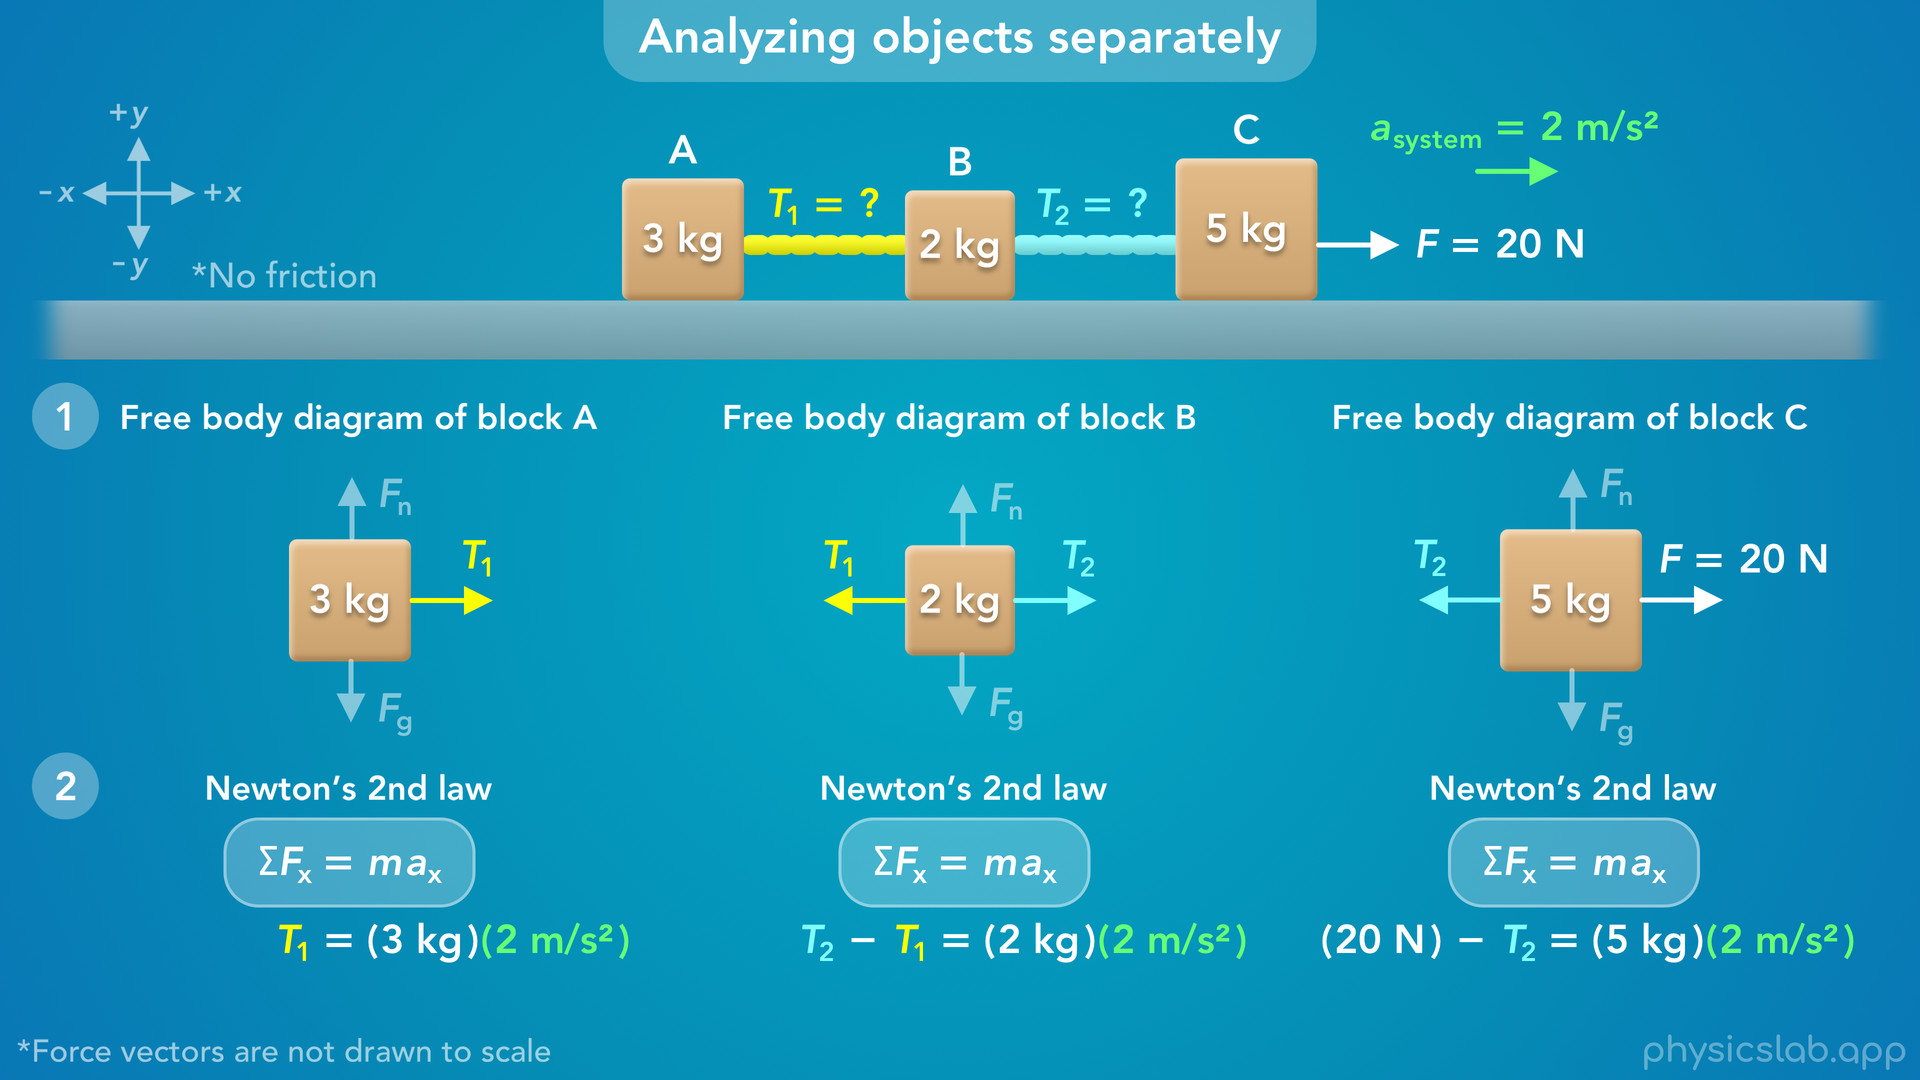 Analyzing objects separately
+y
-x
+x
-y
*No friction
A
B
C
3 kg
T₁ = ?
2 kg
T₂ = ?
5 kg
a_system = 2 m/s²
F = 20 N
1
Free body diagram of block A
Free body diagram of block B
Free body diagram of block C
Fₙ
3 kg
T₁
F_g
Fₙ
T₁
2 kg
T₂
F_g
Fₙ
T₂
5 kg
F = 20 N
F_g
2
Newton’s 2nd law
ΣFₓ = maₓ
T₁ = (3 kg)(2 m/s²)
Newton’s 2nd law
ΣFₓ = maₓ
T₂ − T₁ = (2 kg)(2 m/s²)
Newton’s 2nd law
ΣFₓ = maₓ
(20 N) − T₂ = (5 kg)(2 m/s²)
*Force vectors are not drawn to scale
physicslab.app